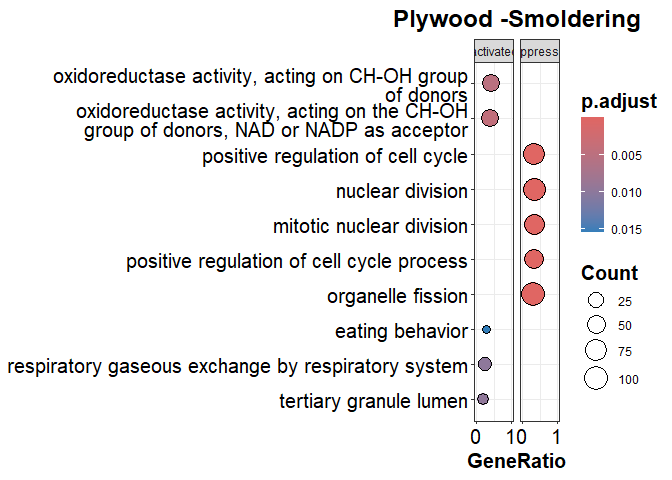 Plywood -Smoldering
activated
ppress
oxidoreductase activity, acting on CH-OH group
of donors
oxidoreductase activity, acting on the CH-OH
group of donors, NAD or NADP as acceptor
positive regulation of cell cycle
nuclear division
mitotic nuclear division
positive regulation of cell cycle process
organelle fission
eating behavior
respiratory gaseous exchange by respiratory system
tertiary granule lumen
0 1 0 1
GeneRatio
p.adjust
0.005
0.010
0.015
Count
25
50
75
100